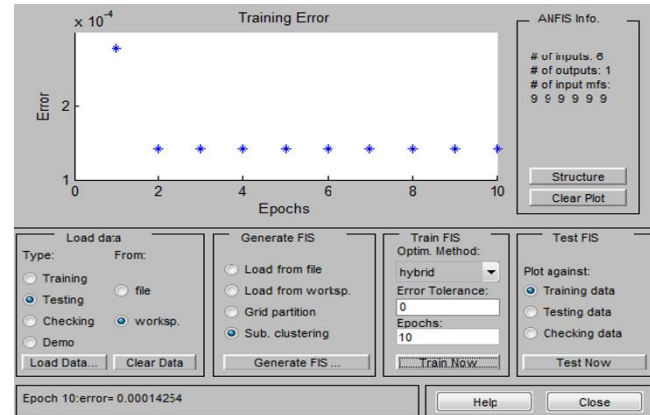 x 10^-4
Training Error
Error
2
1
0
2
4
6
8
10
Epochs
ANFIS Info.
# of inputs: 6
# of outputs: 1
# of input mfs:
9 9 9 9 9 9
Structure
Clear Plot
Load data
Type:
From:
Training
Testing
Checking
Demo
file
worksp.
Load Data...
Clear Data
Generate FIS
Load from file
Load from worksp.
Grid partition
Sub. clustering
Generate FIS ...
Train FIS
Optim. Method:
hybrid
Error Tolerance:
0
Epochs:
10
Train Now
Test FIS
Plot against:
Training data
Testing data
Checking data
Test Now
Epoch 10:error= 0.00014254
Help
Close